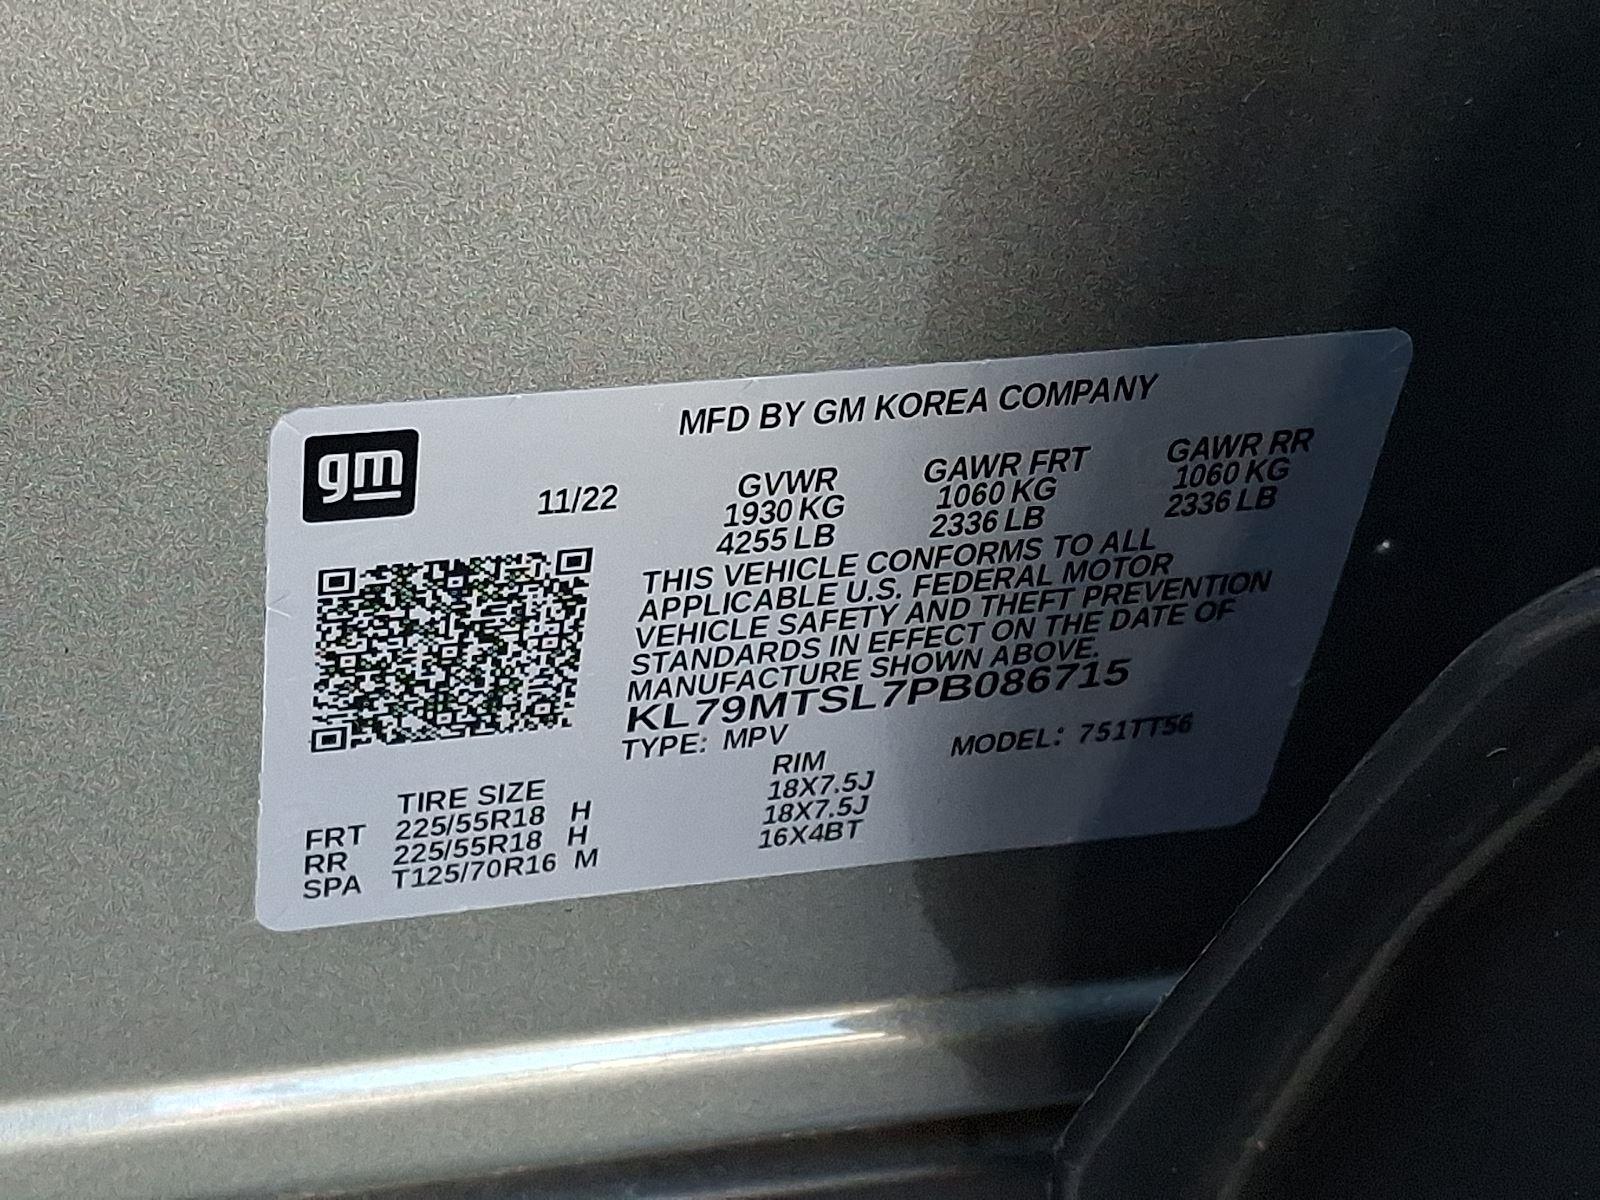 MFD BY GM KOREA COMPANY
gm
11/22
GVWR
1930 KG
4255 LB
GAWR FRT
1060 KG
2336 LB
GAWR RR
1060 KG
2336 LB
THIS VEHICLE CONFORMS TO ALL
APPLICABLE U.S. FEDERAL MOTOR
VEHICLE SAFETY AND THEFT PREVENTION
STANDARDS IN EFFECT ON THE DATE OF
MANUFACTURE SHOWN ABOVE.
KL79MTSL7PB086715
TYPE: MPV MODEL: 751TT56
TIRE SIZE RIM
FRT 225/55R18 H 18X7.5J
RR 225/55R18 H 18X7.5J
SPA T125/70R16 M 16X4BT